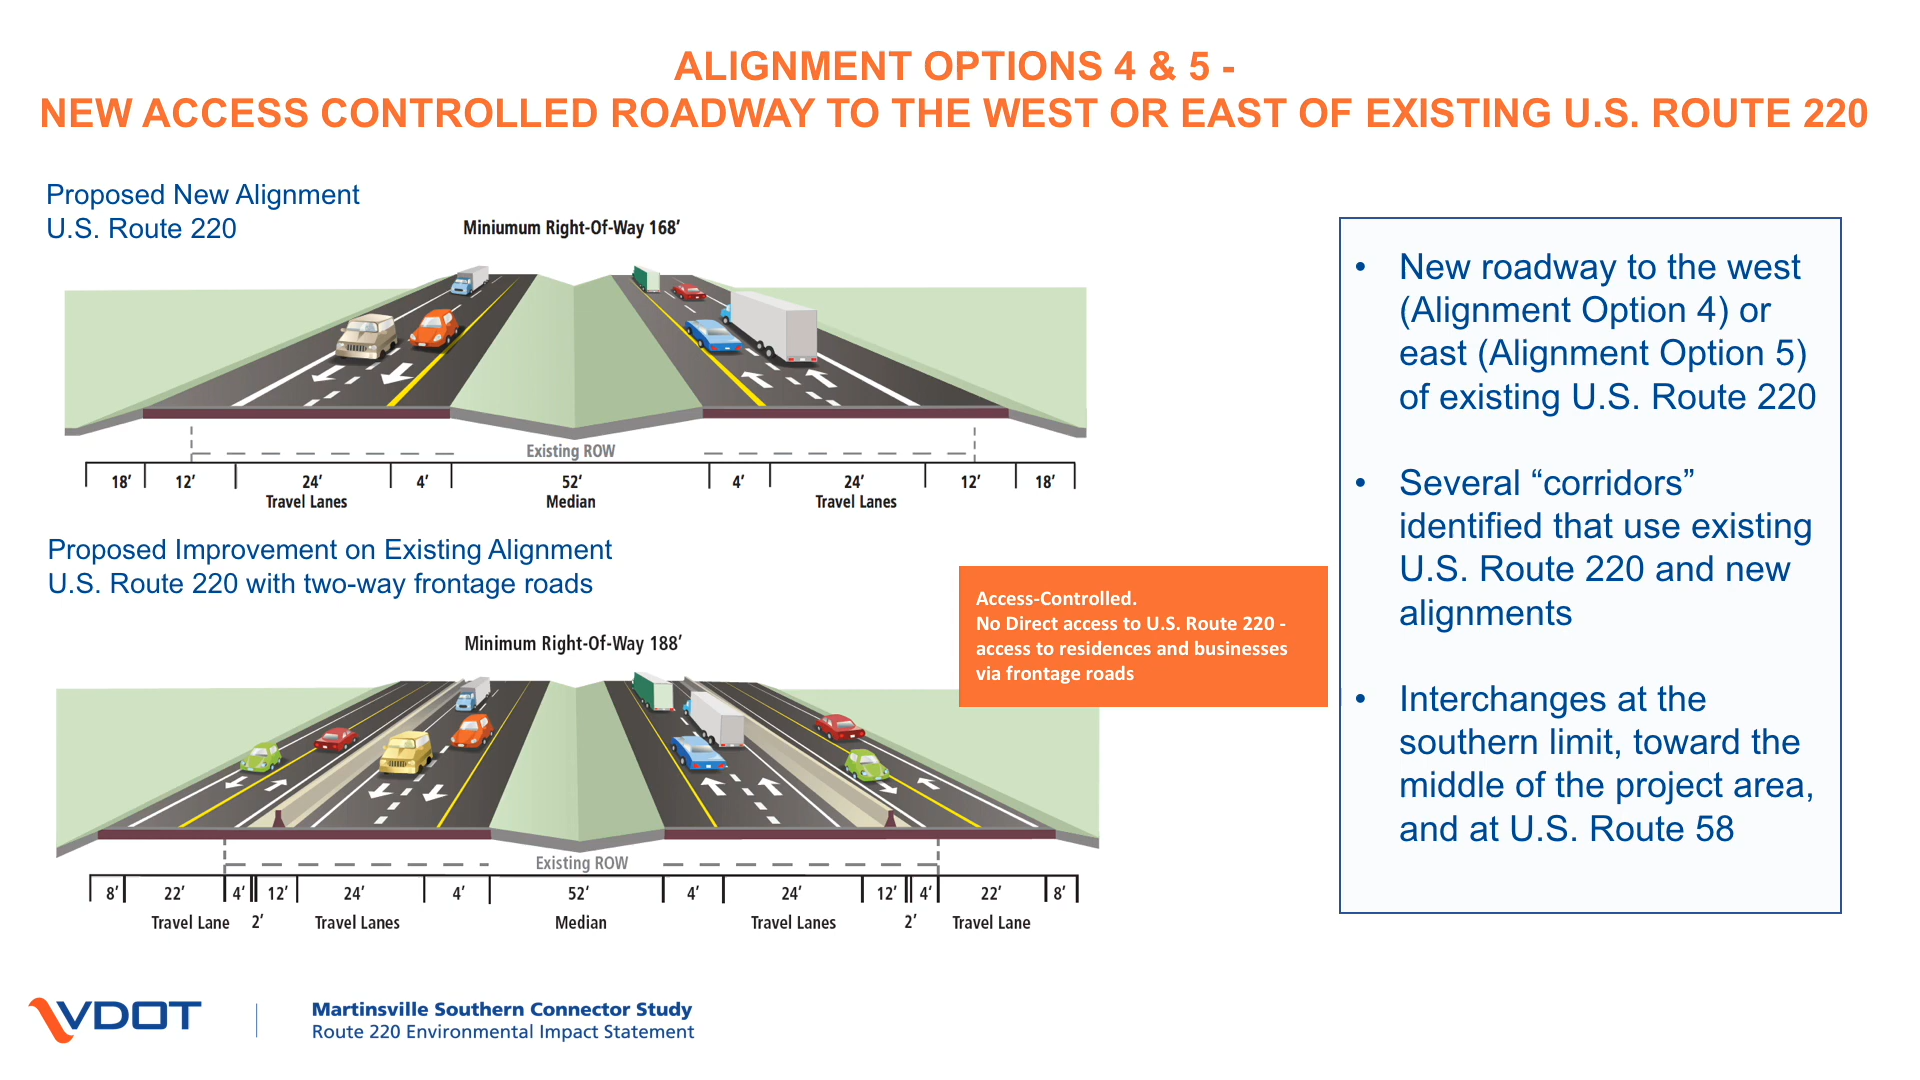 ALIGNMENT OPTIONS 4 & 5 -
NEW ACCESS CONTROLLED ROADWAY TO THE WEST OR EAST OF EXISTING U.S. ROUTE 220
Proposed New Alignment
U.S. Route 220
Miniumum Right-Of-Way 168’
Existing ROW
18’ 12’ 24’ 4’ 52’ 4’ 24’ 12’ 18’
Travel Lanes Median Travel Lanes
Proposed Improvement on Existing Alignment
U.S. Route 220 with two-way frontage roads
Minimum Right-Of-Way 188’
Access-Controlled.
No Direct access to U.S. Route 220 -
access to residences and businesses
via frontage roads
Existing ROW
8’ 22’ 4’ 12’ 24’ 4’ 52’ 4’ 24’ 12’ 4’ 22’ 8’
Travel Lane 2’ Travel Lanes Median Travel Lanes 2’ Travel Lane
• New roadway to the west
(Alignment Option 4) or
east (Alignment Option 5)
of existing U.S. Route 220
• Several “corridors”
identified that use existing
U.S. Route 220 and new
alignments
• Interchanges at the
southern limit, toward the
middle of the project area,
and at U.S. Route 58
VDOT
Martinsville Southern Connector Study
Route 220 Environmental Impact Statement